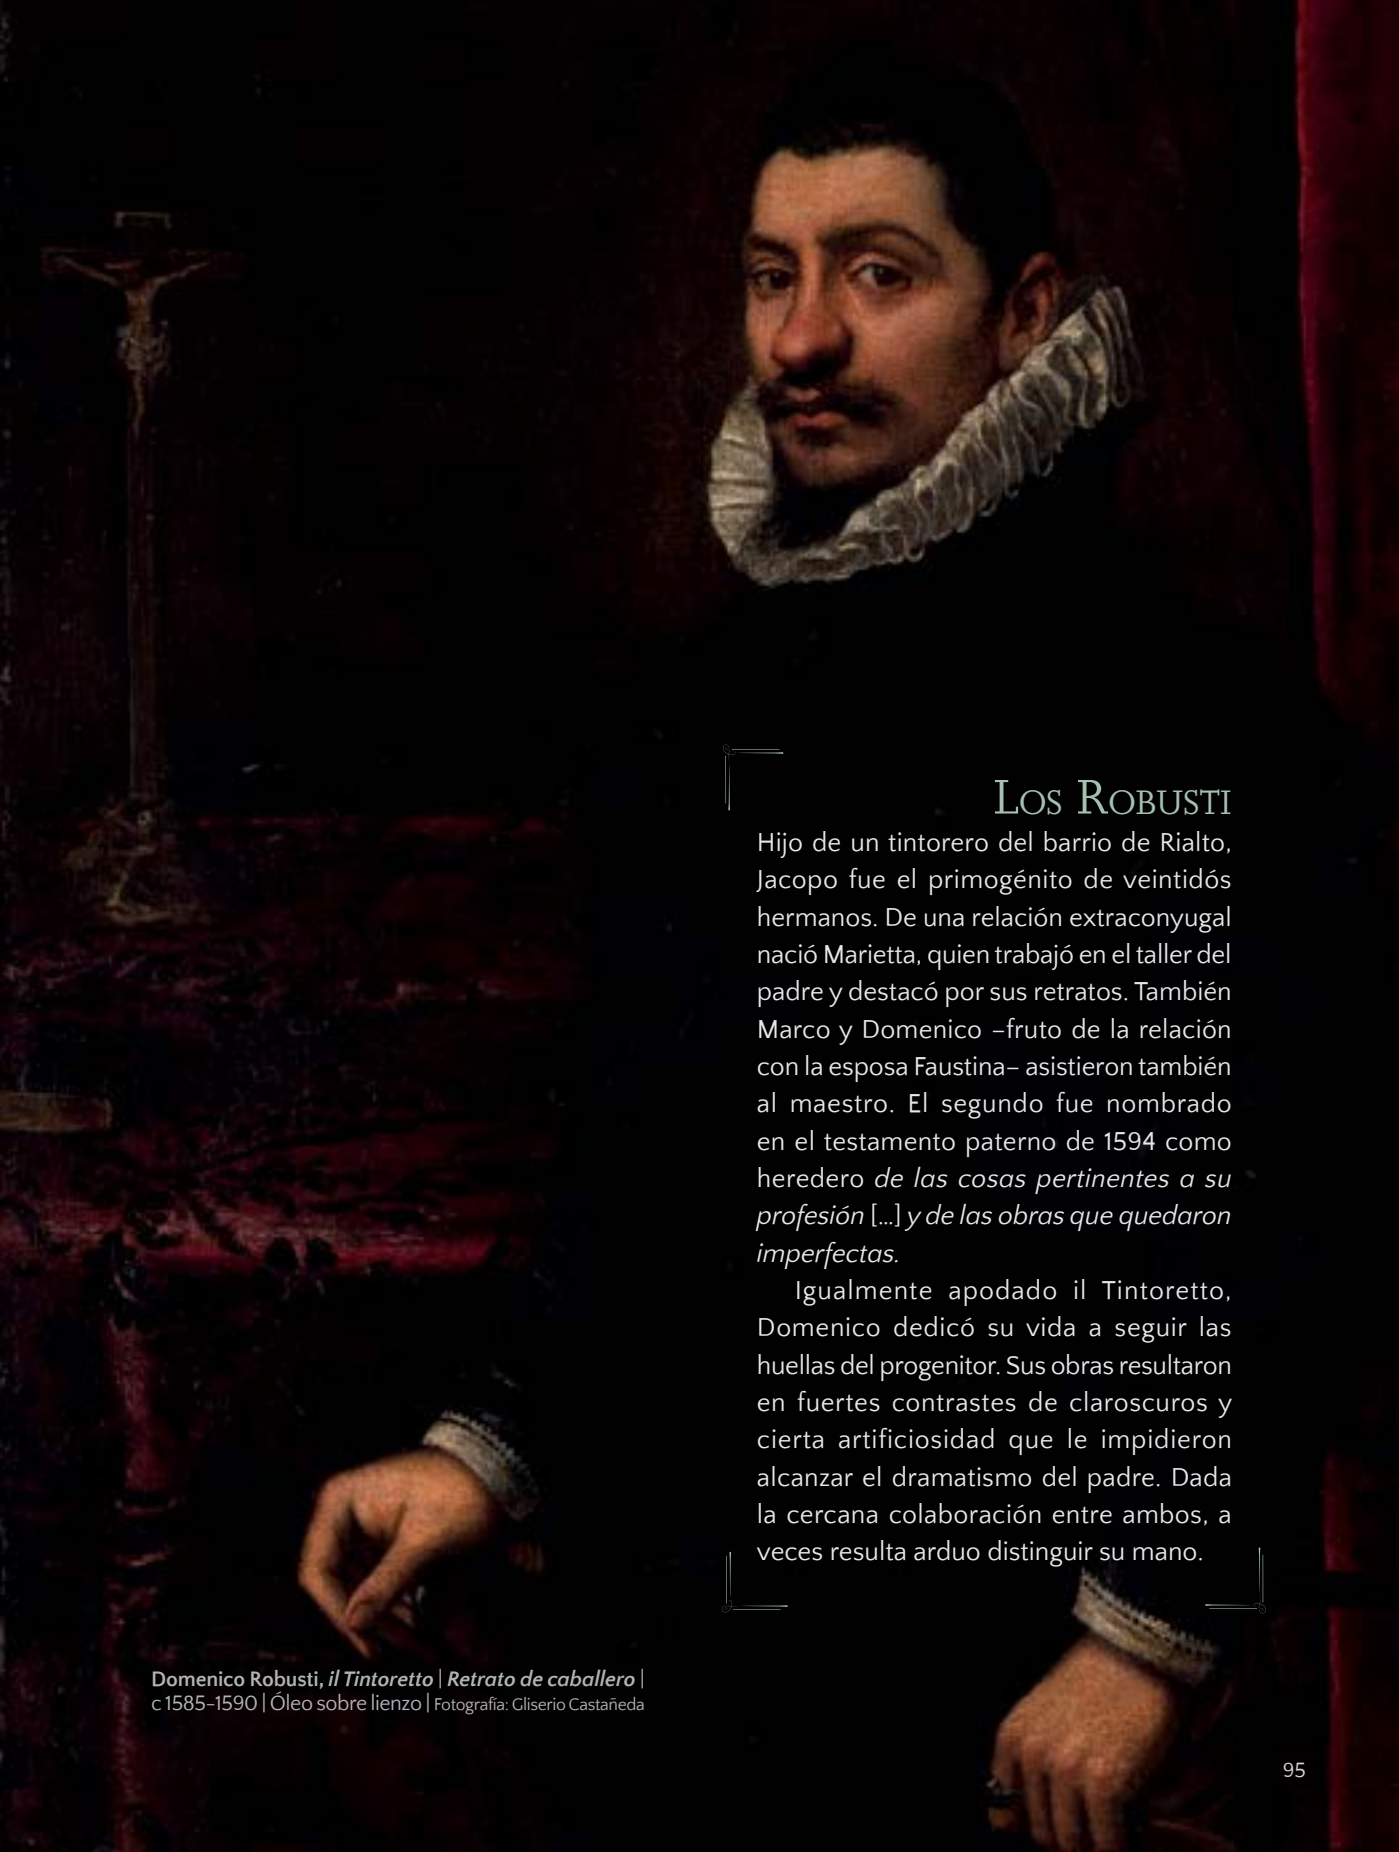 Los Robusti
Hijo de un tintorero del barrio de Rialto,
Jacopo fue el primogénito de veintidós
hermanos. De una relación extraconyugal
nació Marietta, quien trabajó en el taller del
padre y destacó por sus retratos. También
Marco y Domenico –fruto de la relación
con la esposa Faustina– asistieron también
al maestro. El segundo fue nombrado
en el testamento paterno de 1594 como
heredero de las cosas pertinentes a su
profesión [...] y de las obras que quedaron
imperfectas.
Igualmente apodado il Tintoretto,
Domenico dedicó su vida a seguir las
huellas del progenitor. Sus obras resultaron
en fuertes contrastes de claroscuros y
cierta artificiosidad que le impidieron
alcanzar el dramatismo del padre. Dada
la cercana colaboración entre ambos, a
veces resulta arduo distinguir su mano.
Domenico Robusti, il Tintoretto | Retrato de caballero |
c 1585-1590 | Óleo sobre lienzo | Fotografía: Gliserio Castañeda
95